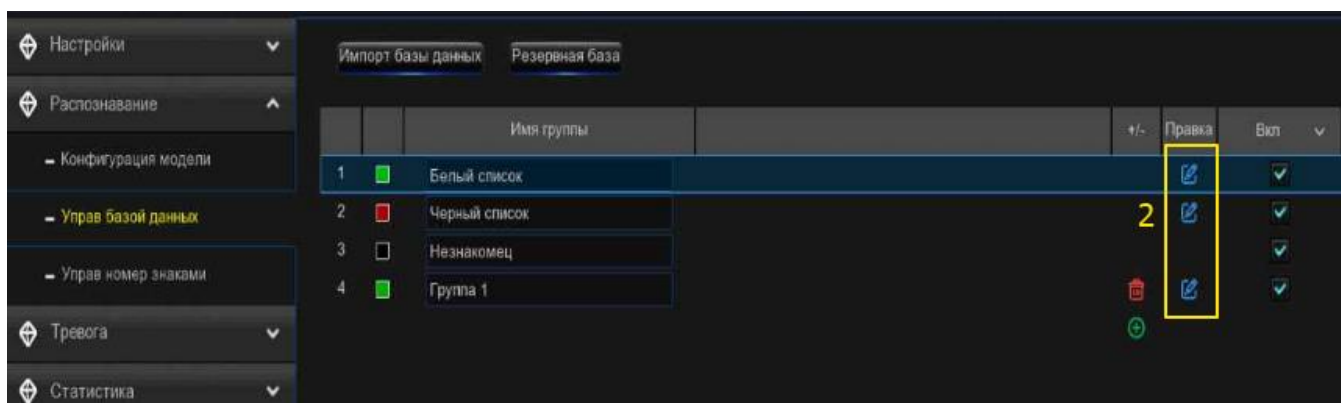 Настройки
Импорт базы данных Резервная база
Распознавание
Имя группы +/- Правка Вкл
– Конфигурация модели
1 Белый список
– Управ базой данных
2 Черный список
2
3 Незнакомец
– Управ номер знаками
4 Группа 1
Тревога
Статистика